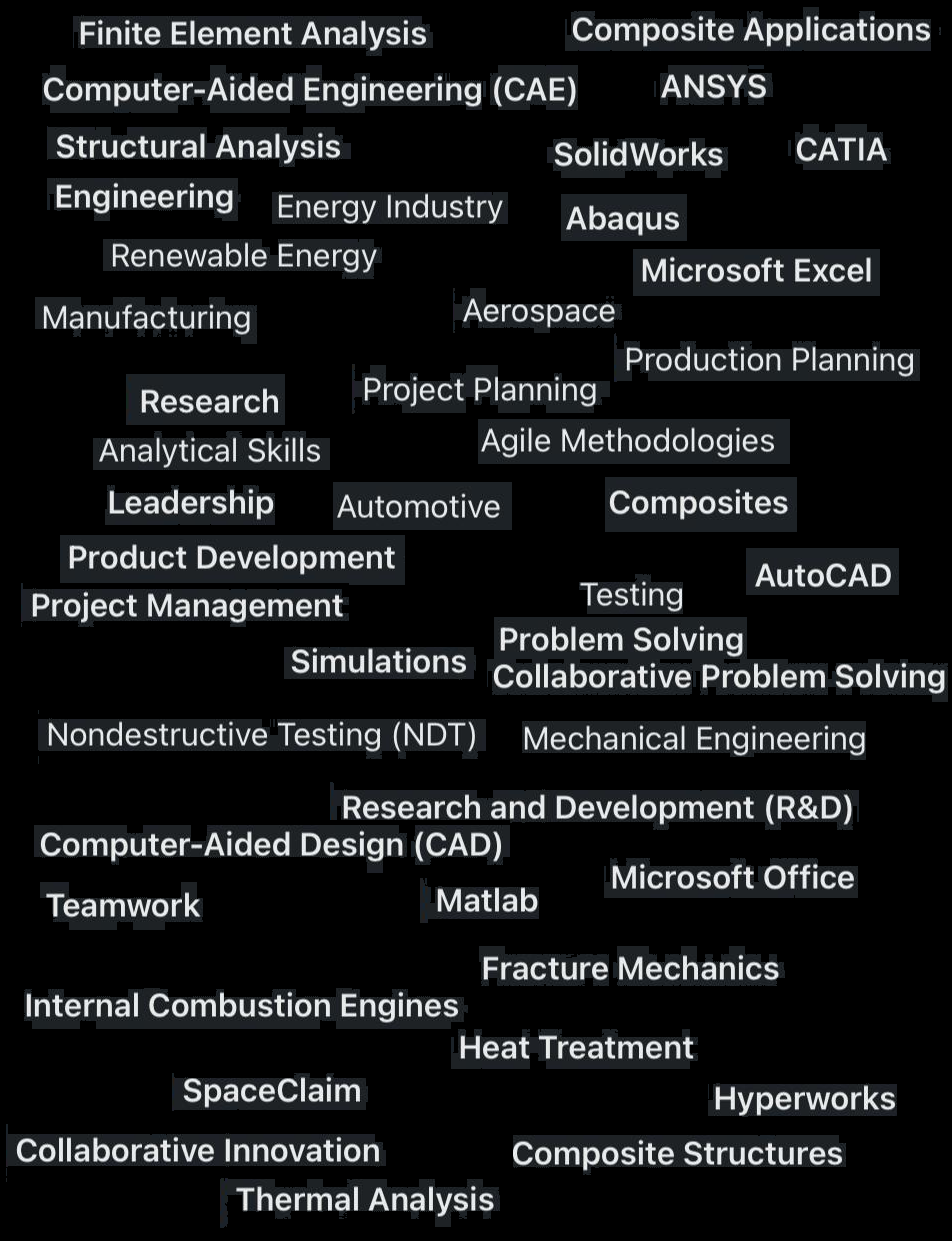 Finite Element Analysis
Composite Applications
Computer-Aided Engineering (CAE)
ANSYS
Structural Analysis
SolidWorks
CATIA
Engineering
Energy Industry
Abaqus
Renewable Energy
Microsoft Excel
Manufacturing
Aerospace
Production Planning
Project Planning
Research
Analytical Skills
Agile Methodologies
Leadership
Automotive
Composites
Product Development
AutoCAD
Testing
Project Management
Problem Solving
Simulations
Collaborative Problem Solving
Nondestructive Testing (NDT)
Mechanical Engineering
Research and Development (R&D)
Computer-Aided Design (CAD)
Microsoft Office
Teamwork
Matlab
Fracture Mechanics
Internal Combustion Engines
Heat Treatment
SpaceClaim
Hyperworks
Collaborative Innovation
Composite Structures
Thermal Analysis